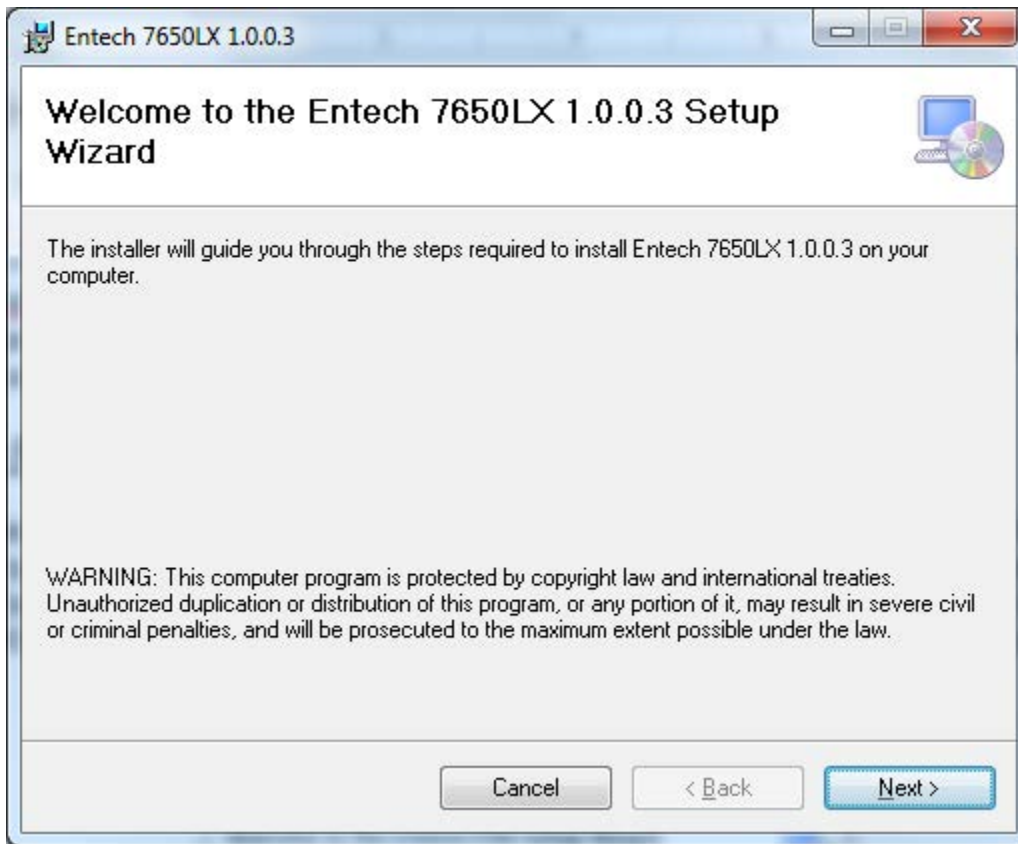 Entech 7650LX 1.0.0.3
Welcome to the Entech 7650LX 1.0.0.3 Setup
Wizard
The installer will guide you through the steps required to install Entech 7650LX 1.0.0.3 on your
computer.
WARNING: This computer program is protected by copyright law and international treaties.
Unauthorized duplication or distribution of this program, or any portion of it, may result in severe civil
or criminal penalties, and will be prosecuted to the maximum extent possible under the law.
Cancel
< Back
Next >